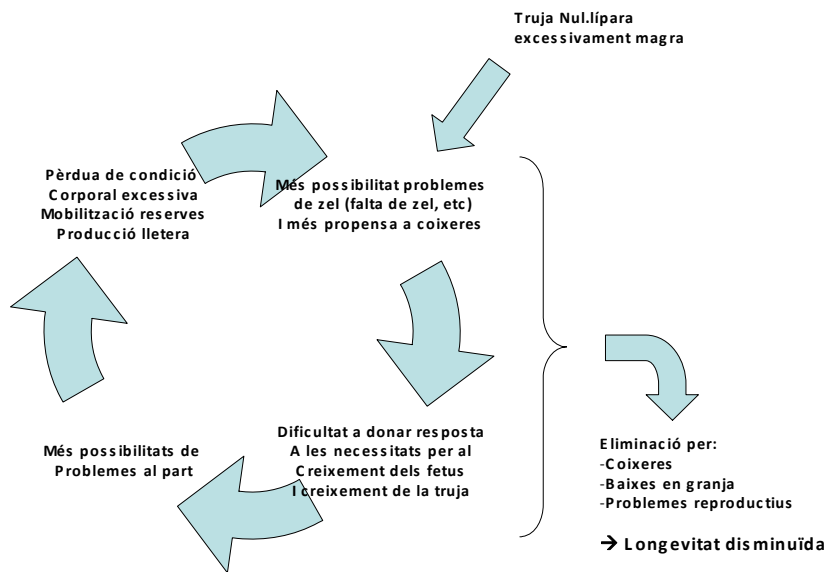 Truja Nul.lípara
excessivament magra
Pèrdua de condició
Corporal excessiva
Mobilització reserves
Producció lletera
Més possibilitat problemes
de zel (falta de zel, etc)
I més propensa a coixeres
Dificultat a donar resposta
A les necessitats per al
Creixement dels fetus
I creixement de la truja
Més possibilitats de
Problemes al part
Eliminació per:
-Coixeres
-Baixes en granja
-Problemes reproductius
→ Longevitat disminuïda